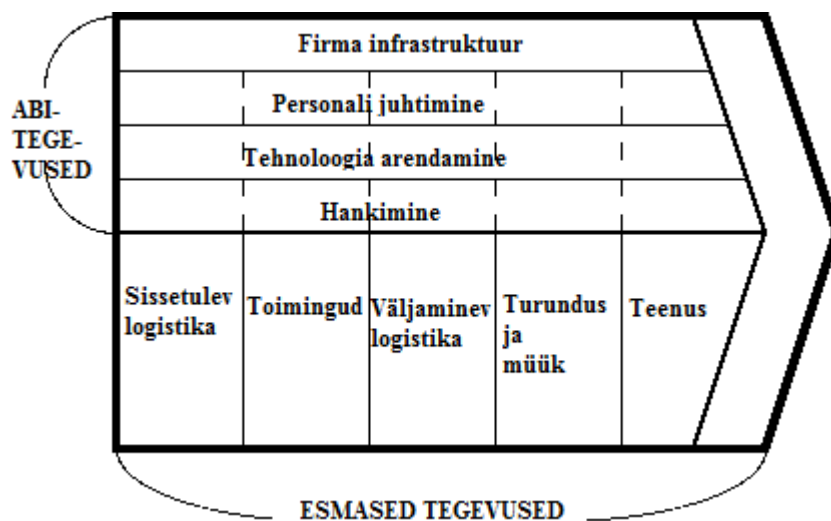 Firma infrastruktuur
Personali juhtimine
Tehnoloogia arendamine
Hankimine
ABI-
TEGE-
VUSED
Sissetulev
logistika
Toimingud
Väljaminev
logistika
Turundus
ja
müük
Teenus
ESMASED TEGEVUSED